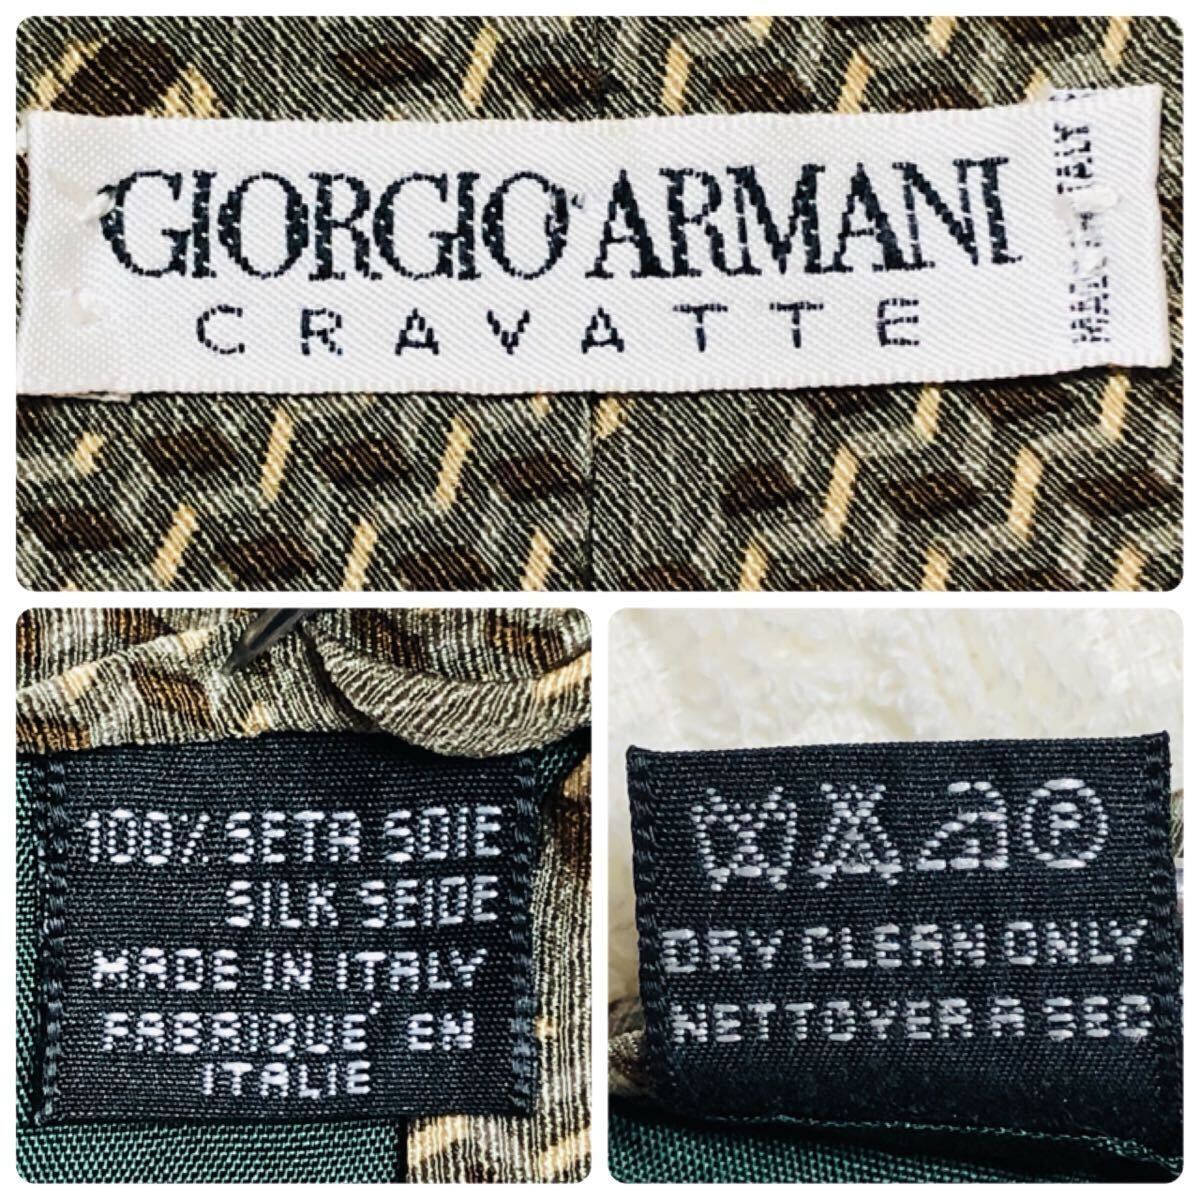 GIORGIO ARMANI
CRAVATTE
MADE IN ITALY
100% SETA SOIE
SILK SEIDE
MADE IN ITALY
FABRIQUÉ EN
ITALIE
P
DRY CLEAN ONLY
NETTOYER A SEC